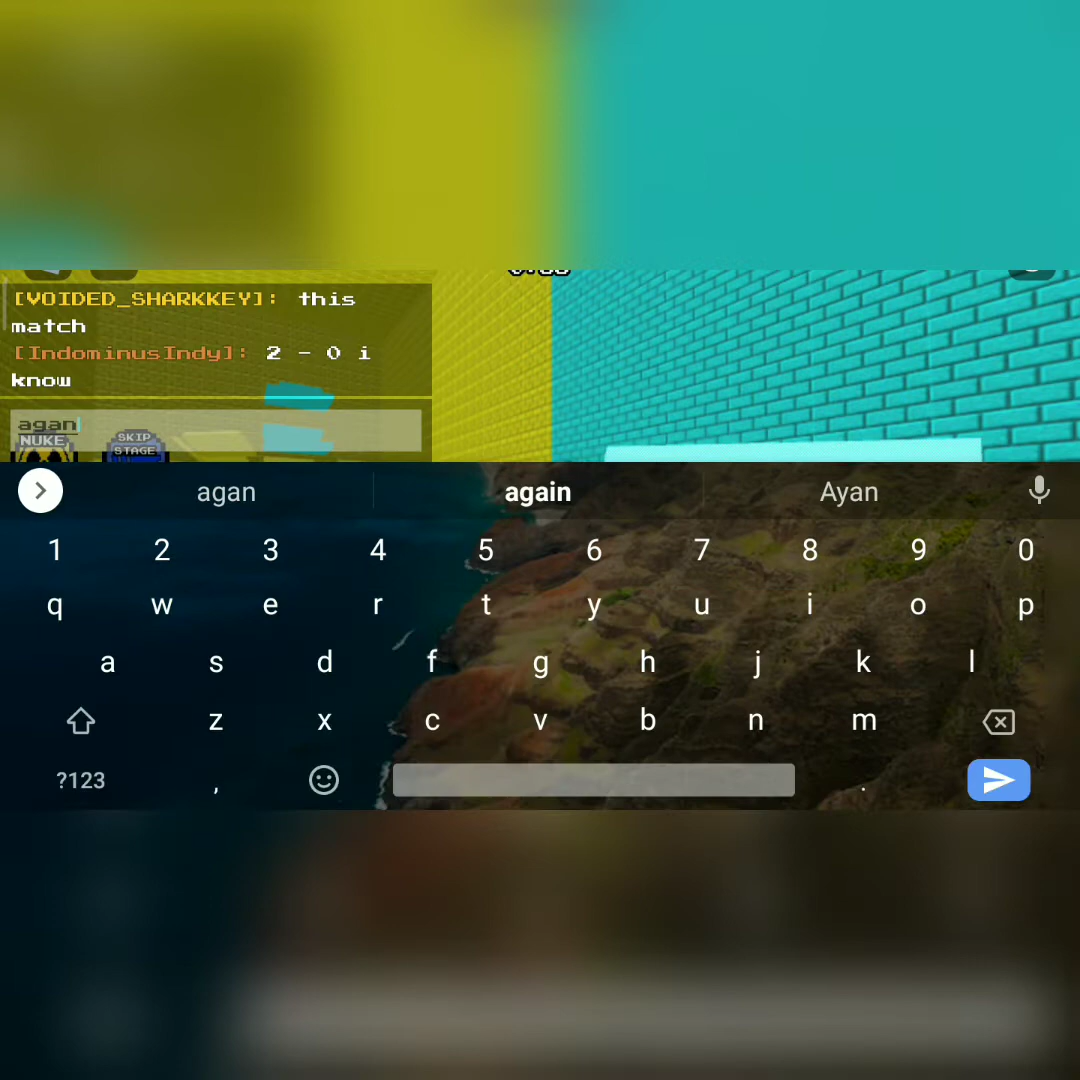 [VOIDED_SHARKKEY]: this
match
[IndominusIndy]: 2 - 0 i
know
agan
NUKE
SKIP
STAGE
agan again Ayan
1 2 3 4 5 6 7 8 9 0
q w e r t y u i o p
a s d f g h j k l
z x c v b n m
?123 , .